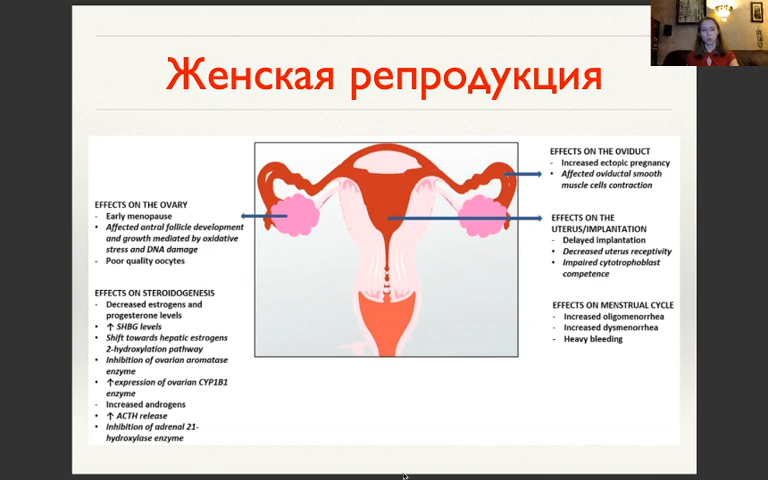 Женская репродукция
EFFECTS ON THE OVARY
- Early menopause
• Affected antral follicle development
and growth mediated by oxidative
stress and DNA damage
- Poor quality oocytes
EFFECTS ON STEROIDOGENESIS
- Decreased estrogens and
progesterone levels
• ↑ SHBG levels
• Shift towards hepatic estrogens
2-hydroxylation pathway
• Inhibition of ovarian aromatase
enzyme
• ↑expression of ovarian CYP1B1
enzyme
- Increased androgens
• ↑ ACTH release
• Inhibition of adrenal 21-
hydroxylase enzyme
EFFECTS ON THE OVIDUCT
- Increased ectopic pregnancy
• Affected oviductal smooth
muscle cells contraction
EFFECTS ON THE
UTERUS/IMPLANTATION
- Delayed implantation
• Decreased uterus receptivity
• Impaired cytotrophoblast
competence
EFFECTS ON MENSTRUAL CYCLE
- Increased oligomenorrhea
- Increased dysmenorrhea
- Heavy bleeding